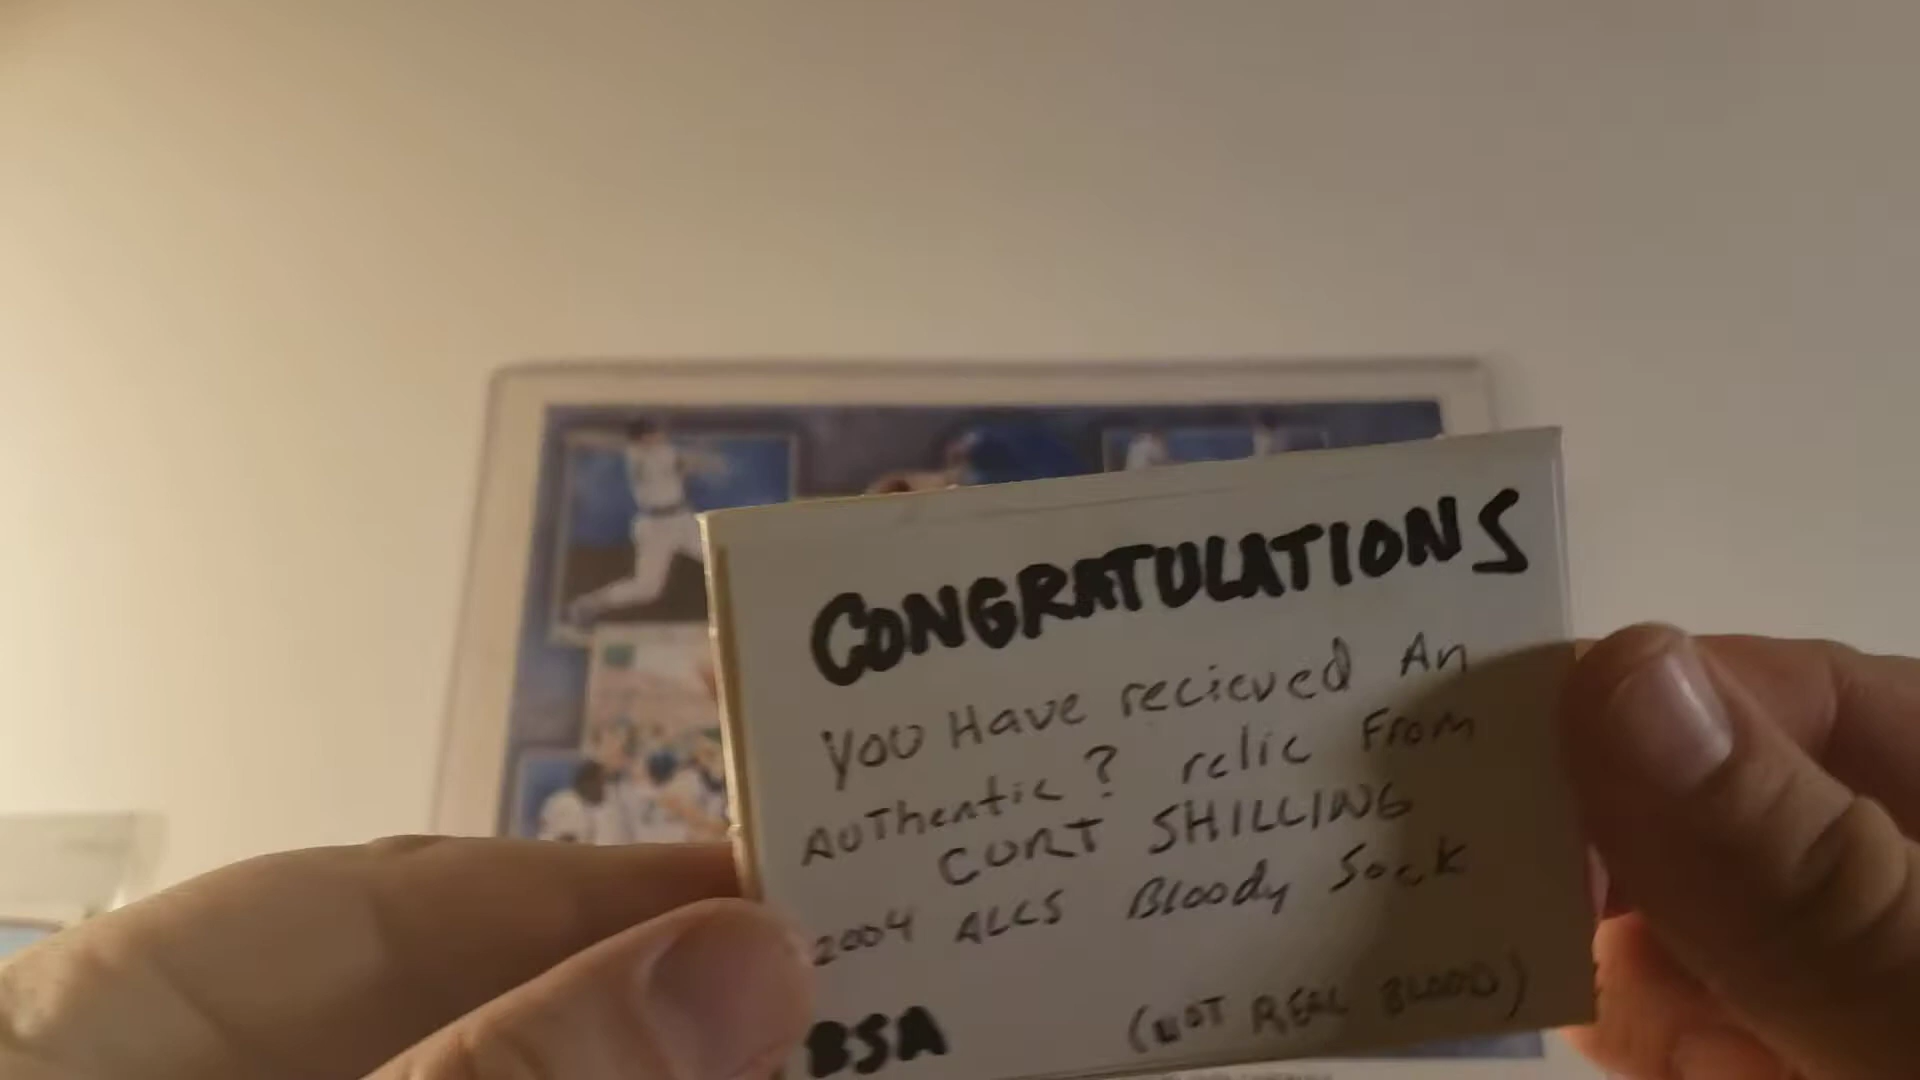 CONGRATULATIONS
You Have recieved An
Authentic? relic From
CURT SHILLING
2004 ALCS Bloody Sock
BSA (NOT REAL BLOOD)